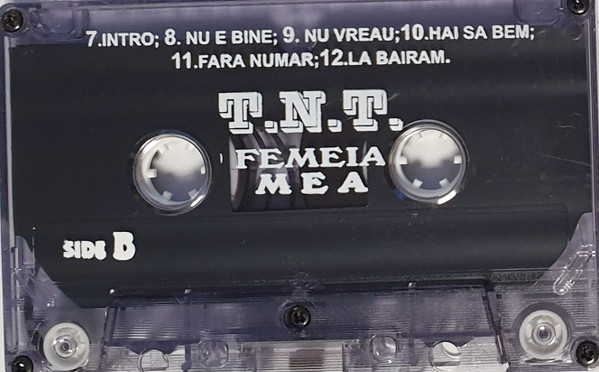 7.INTRO; 8. NU E BINE; 9. NU VREAU;10.HAI SA BEM;
11.FARA NUMAR;12.LA BAIRAM.
T.N.T.
FEMEIA
MEA
SIDE B